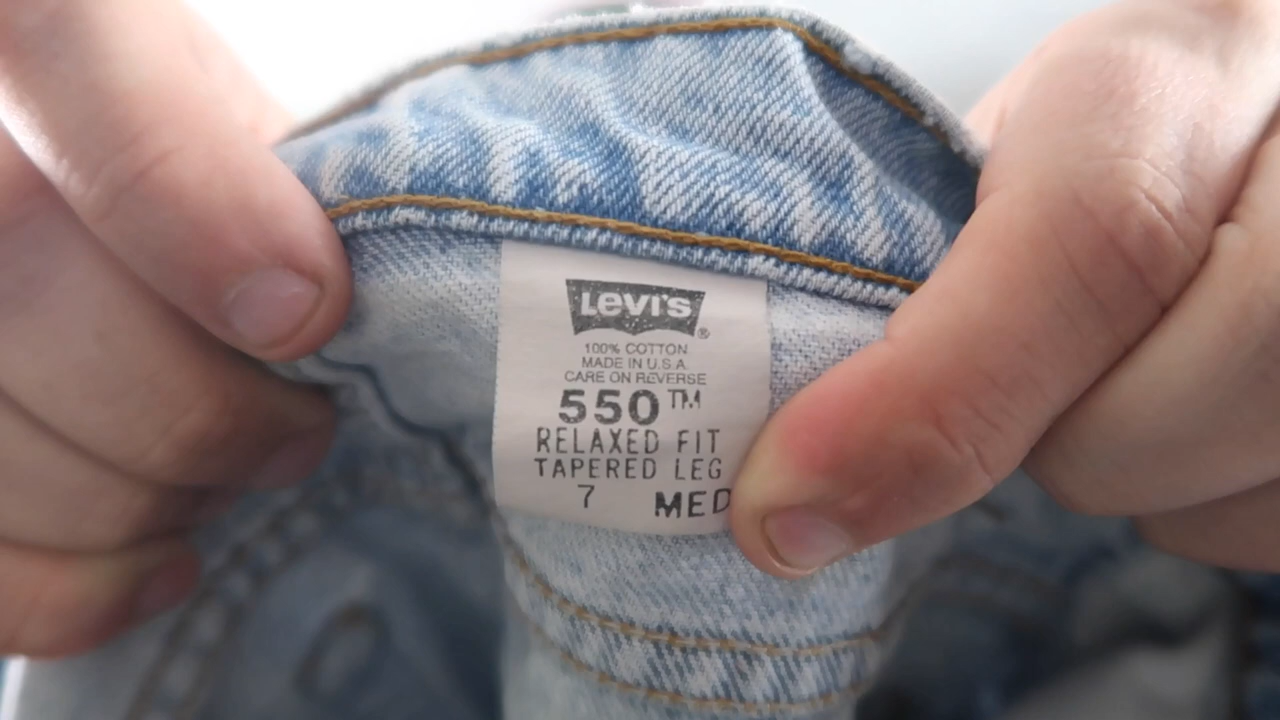 Levi's®
100% COTTON
MADE IN U.S.A.
CARE ON REVERSE
550™
RELAXED FIT
TAPERED LEG
7 MED